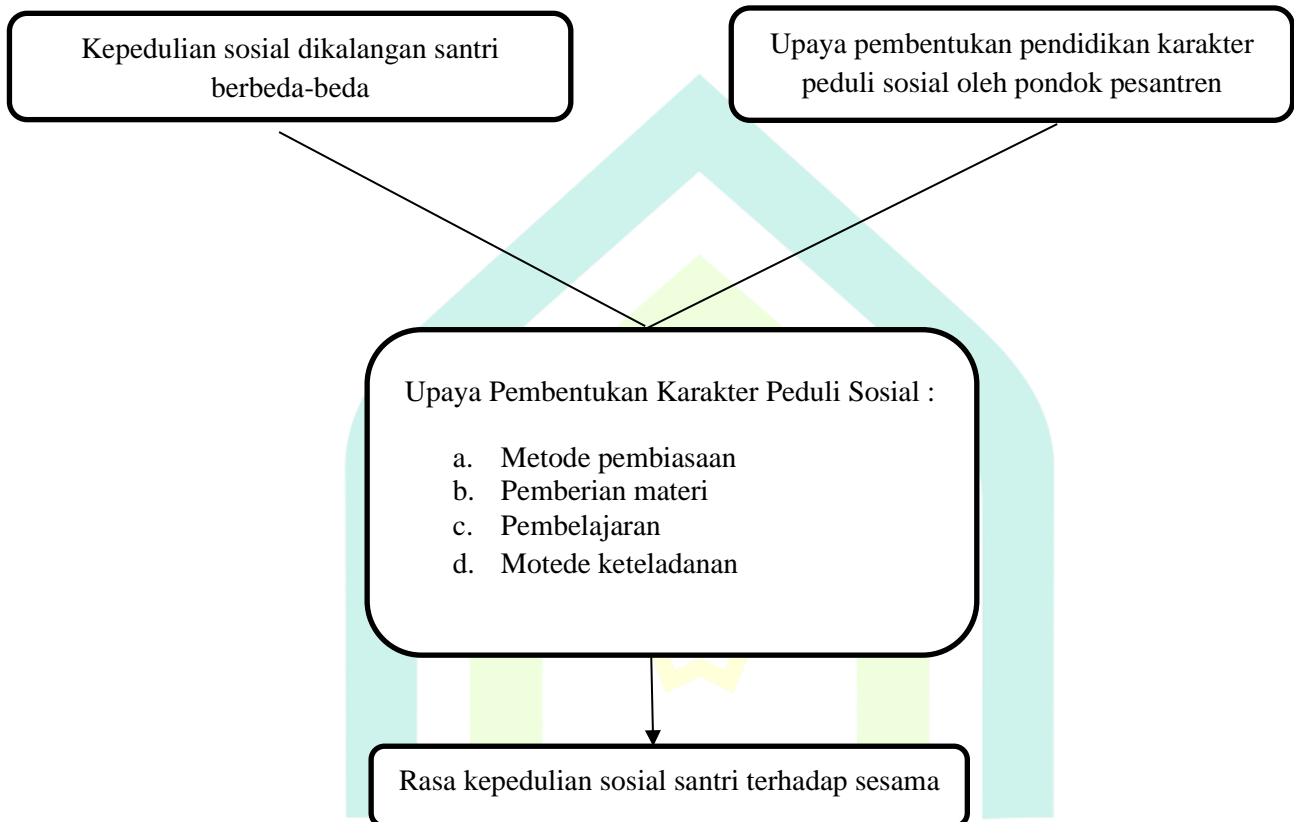 Kepedulian sosial dikalangan santri
berbeda-beda
Upaya pembentukan pendidikan karakter
peduli sosial oleh pondok pesantren
Upaya Pembentukan Karakter Peduli Sosial :
a. Metode pembiasaan
b. Pemberian materi
c. Pembelajaran
d. Motede keteladanan
Rasa kepedulian sosial santri terhadap sesama